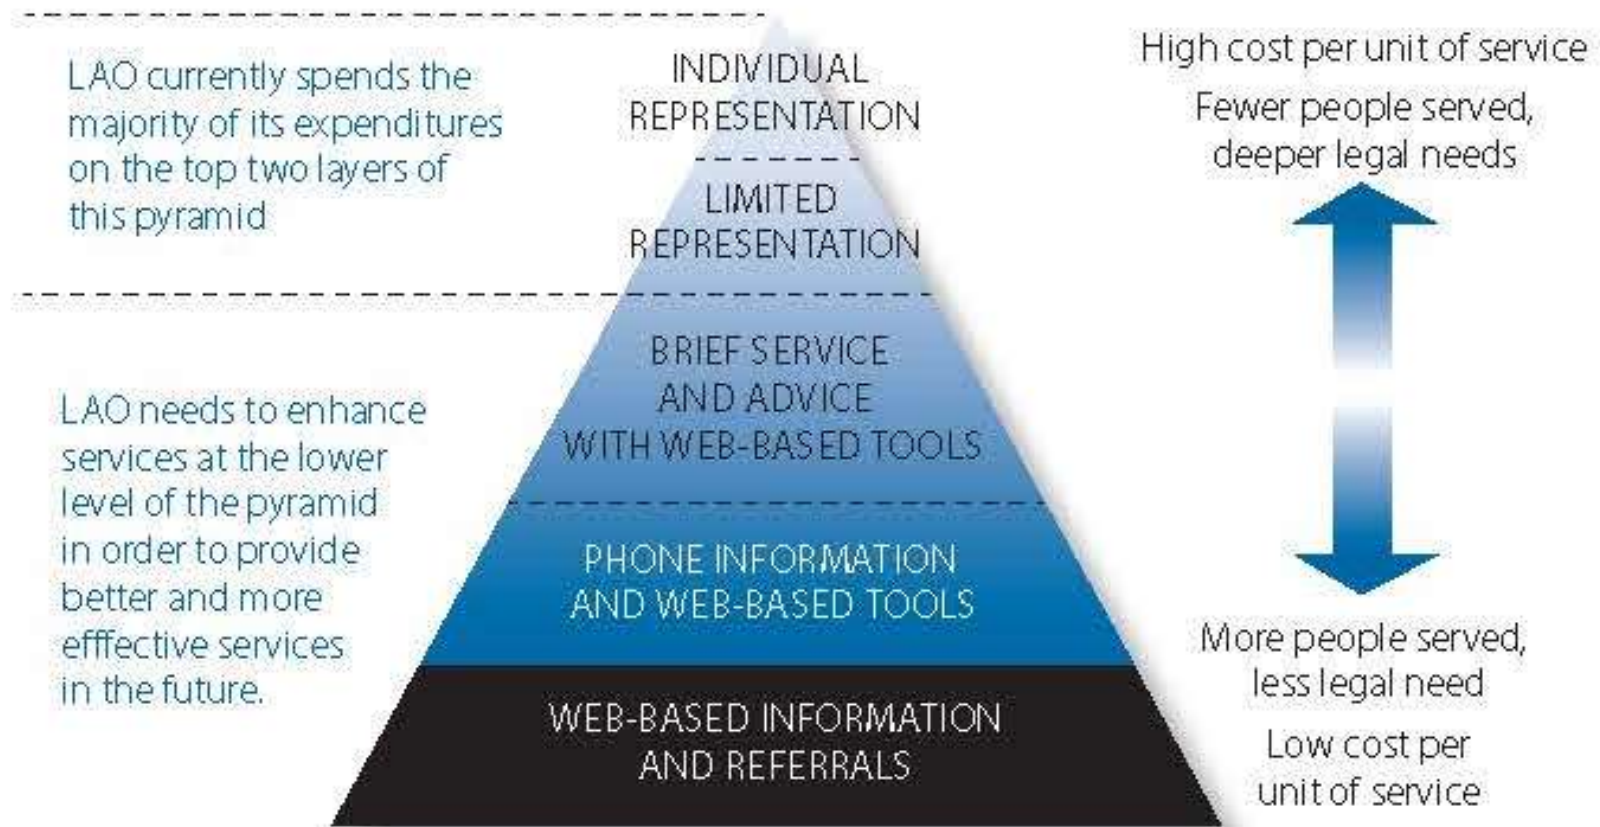 LAO currently spends the
majority of its expenditures
on the top two layers of
this pyramid
LAO needs to enhance
services at the lower
level of the pyramid
in order to provide
better and more
efffective services
in the future.
INDIVIDUAL
REPRESENTATION
LIMITED
REPRESENTATION
BRIEF SERVICE
AND ADVICE
WITH WEB-BASED TOOLS
PHONE INFORMATION
AND WEB-BASED TOOLS
WEB-BASED INFORMATION
AND REFERRALS
High cost per unit of service
Fewer people served,
deeper legal needs
More people served,
less legal need
Low cost per
unit of service